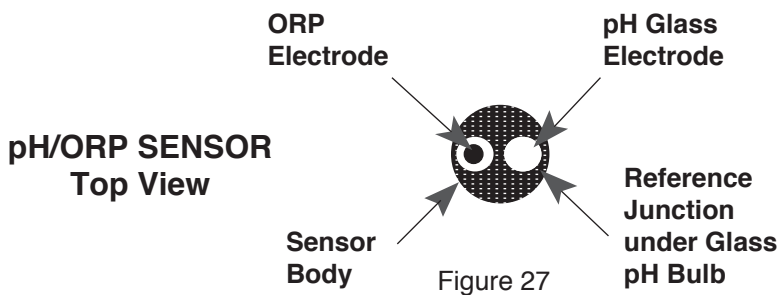 ORP
Electrode
pH Glass
Electrode
pH/ORP SENSOR
Top View
Sensor
Body
Reference
Junction
under Glass
pH Bulb
Figure 27